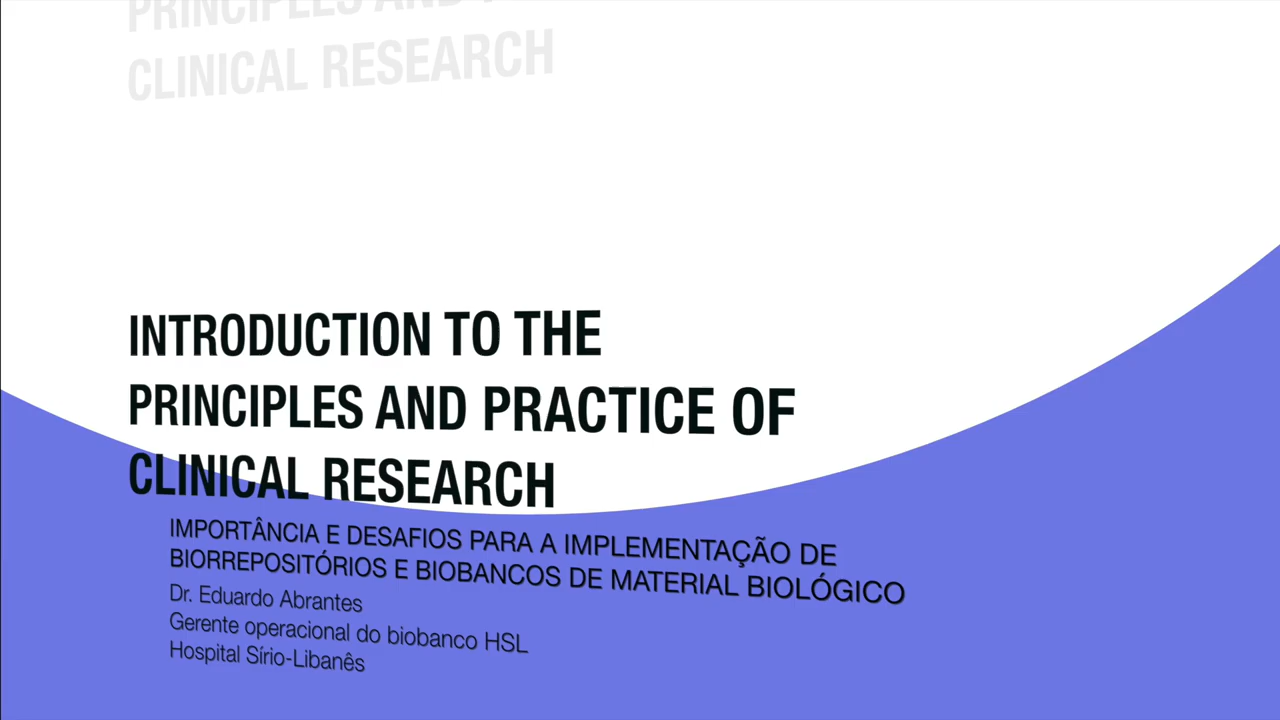 PRINCIPLES AND
CLINICAL RESEARCH
INTRODUCTION TO THE
PRINCIPLES AND PRACTICE OF
CLINICAL RESEARCH
IMPORTÂNCIA E DESAFIOS PARA A IMPLEMENTAÇÃO DE
BIORREPOSITÓRIOS E BIOBANCOS DE MATERIAL BIOLÓGICO
Dr. Eduardo Abrantes
Gerente operacional do biobanco HSL
Hospital Sírio-Libanês